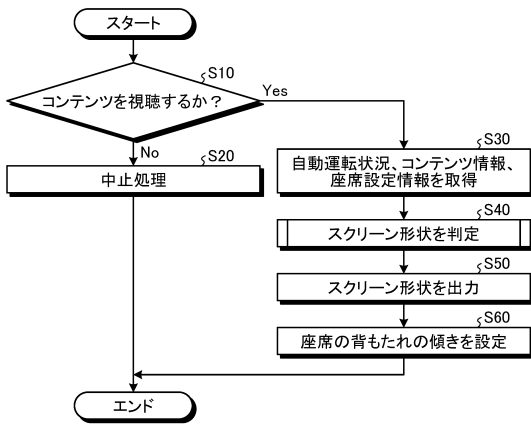 スタート
S10
コンテンツを視聴するか？
Yes
No
S20
中止処理
S30
自動運転状況、コンテンツ情報、
座席設定情報を取得
S40
スクリーン形状を判定
S50
スクリーン形状を出力
S60
座席の背もたれの傾きを設定
エンド